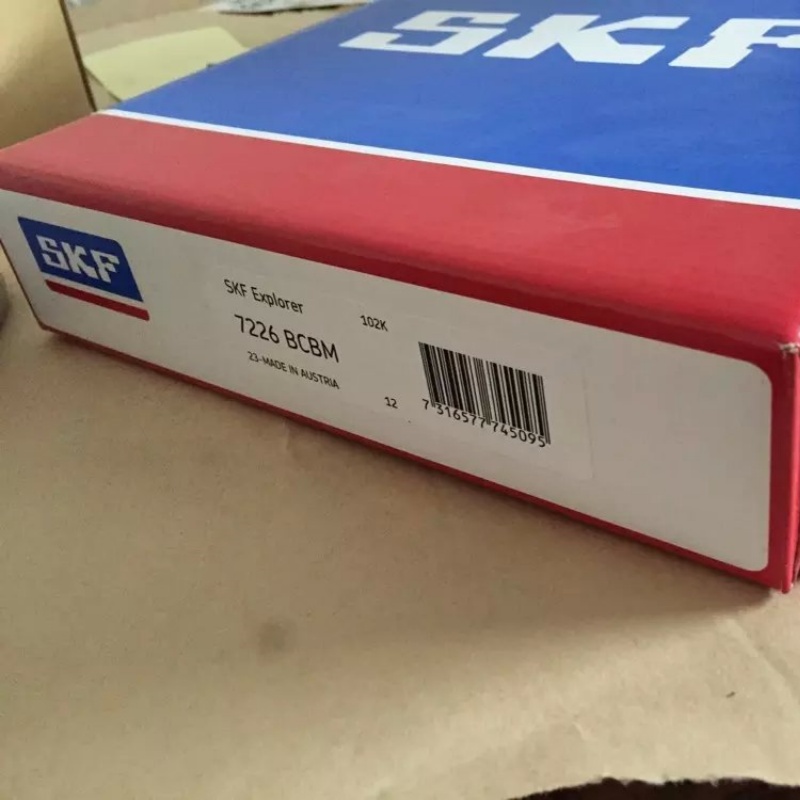 SKF
SKF
SKF Explorer
102K
7226 BCBM
23-MADE IN AUSTRIA
12
7 316577 745095